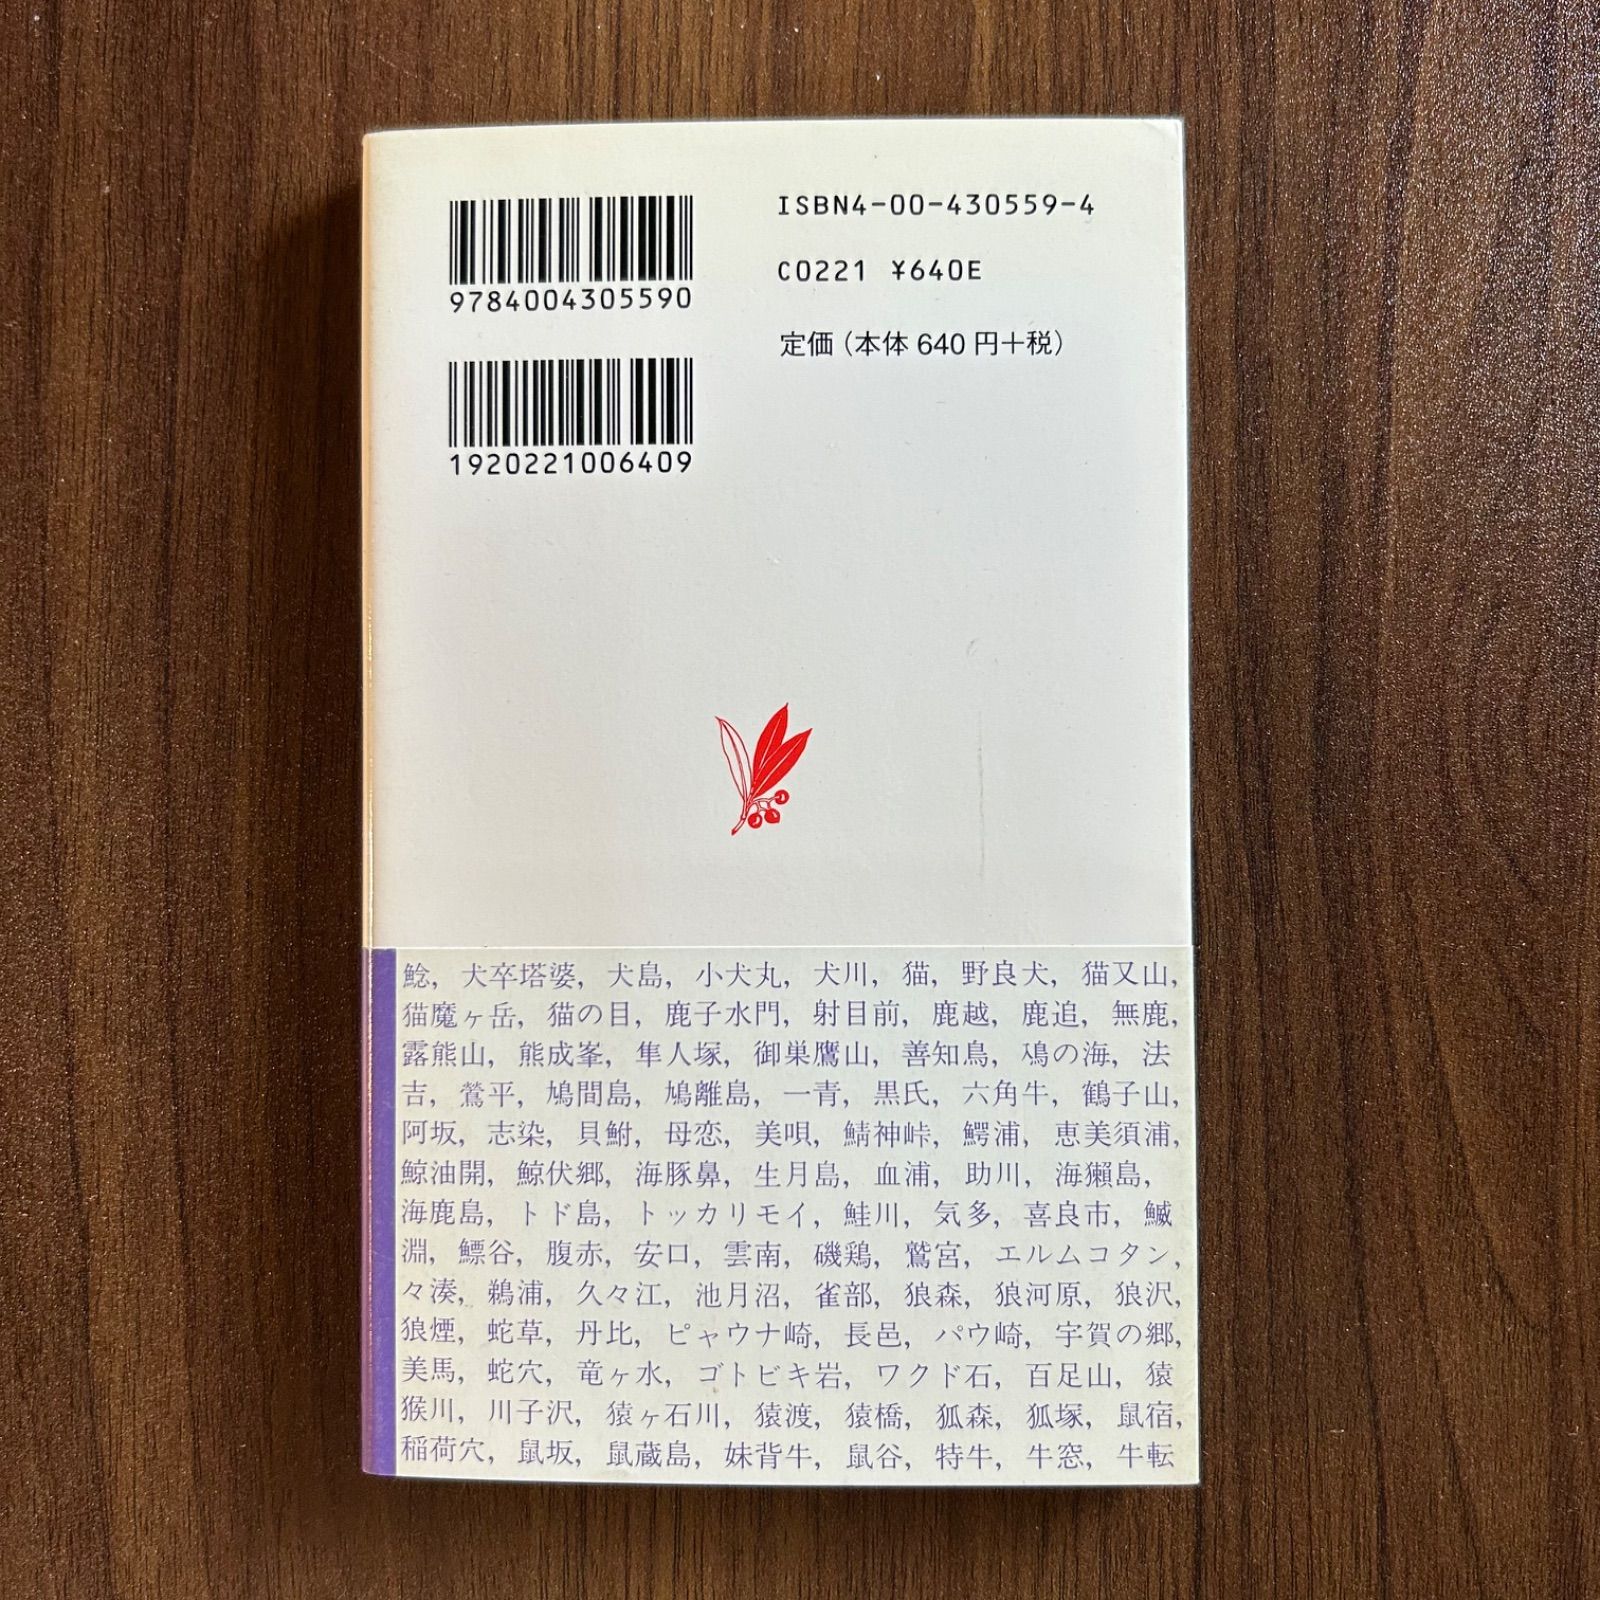 9784004305590
1920221006409
ISBN4-00-430559-4
C0221 ¥640E
定価（本体640円+税）
鯰，犬卒塔婆，犬島，小犬丸，犬川，猫，野良犬，猫又山，
猫魔ヶ岳，猫の目，鹿子水門，射目前，鹿越，鹿追，無鹿，
露熊山，熊成峯，隼人塚，御巣鷹山，善知鳥，鳰の海，法
吉，鶯平，鳩間島，鳩離島，一青，黒氏，六角牛，鶴子山，
阿坂，志染，貝鮒，母恋，美唄，鯖神峠，鰐浦，恵美須浦，
鯨油開，鯨伏郷，海豚鼻，生月島，血浦，助川，海獺島，
海鹿島，トド島，トッカリモイ，鮭川，気多，喜良市，鰄
淵，鰾谷，腹赤，安口，雲南，磯鶏，鷲宮，エルムコタン，
々湊，鵜浦，久々江，池月沼，雀部，狼森，狼河原，狼沢，
狼煙，蛇草，丹比，ピャウナ崎，長邑，パウ崎，宇賀の郷，
美馬，蛇穴，竜ヶ水，ゴトビキ岩，ワクド石，百足山，猿
猴川，川子沢，猿ヶ石川，猿渡，猿橋，狐森，狐塚，鼠宿，
稲荷穴，鼠坂，鼠蔵島，妹背牛，鼠谷，特牛，牛窓，牛転